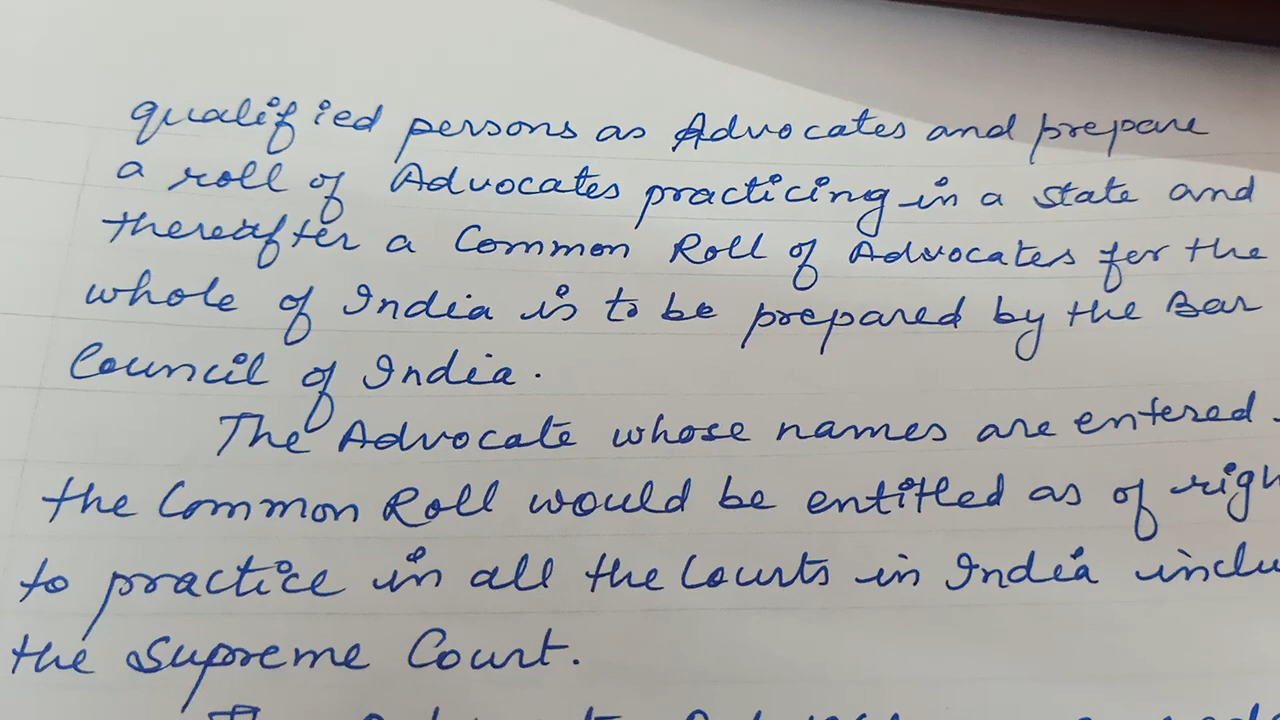 qualified persons as Advocates and prepare
a roll of Advocates practicing in a state and
thereafter a Common Roll of Advocates for the
whole of India is to be prepared by the Bar
Council of India.
The Advocate whose names are entered
the Common Roll would be entitled as of righ
to practice in all the Courts in India inclu
the Supreme Court.